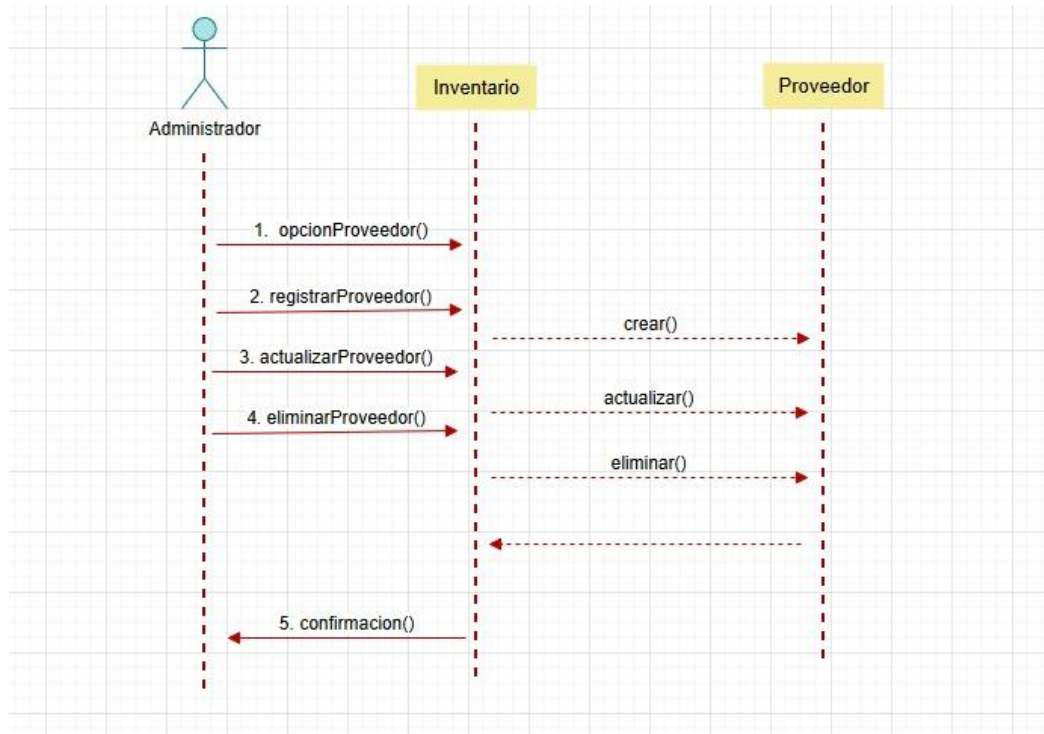 Inventario
Proveedor
Administrador
1. opcionProveedor()
2. registrarProveedor()
crear()
3. actualizarProveedor()
actualizar()
4. eliminarProveedor()
eliminar()
5. confirmacion()